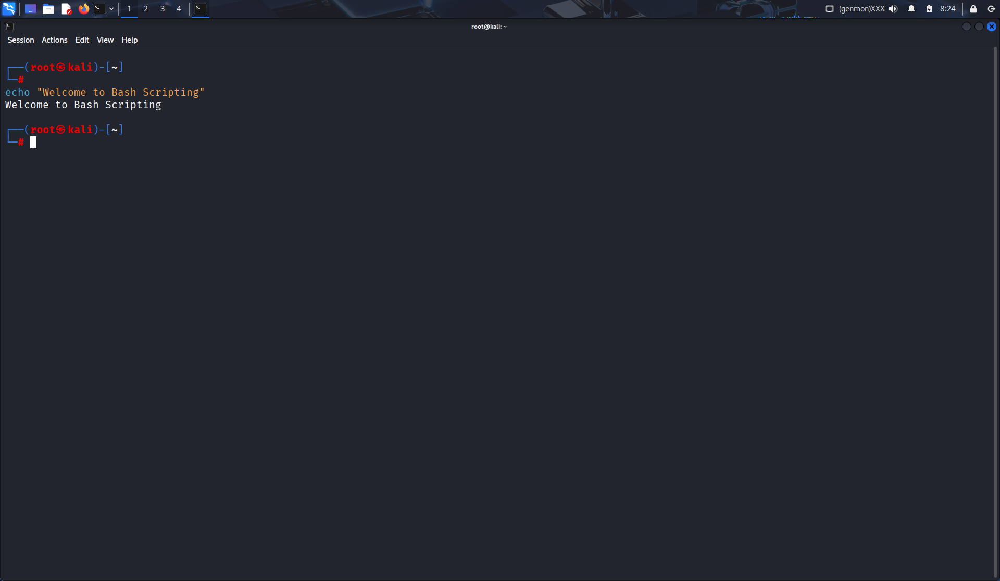 1 2 3 4 (genmon)XXX 8:24
root@kali: ~
Session Actions Edit View Help
┌──(root㉿kali)-[~]
└─#
echo "Welcome to Bash Scripting"
Welcome to Bash Scripting
┌──(root㉿kali)-[~]
└─#